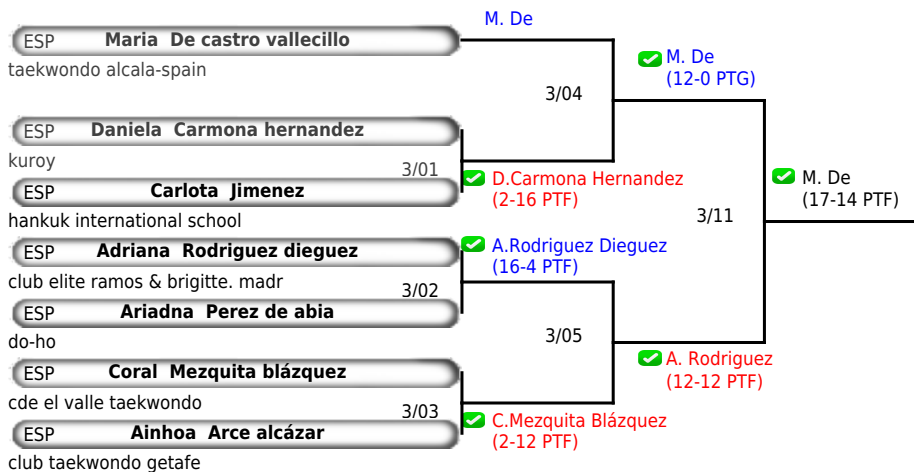 M. De
ESP Maria De castro vallecillo
taekwondo alcala-spain
M. De
(12-0 PTG)
3/04
ESP Daniela Carmona hernandez
kuroy
3/01
D.Carmona Hernandez
(2-16 PTF)
ESP Carlota Jimenez
hankuk international school
M. De
(17-14 PTF)
3/11
ESP Adriana Rodriguez dieguez
club elite ramos & brigitte. madr
A.Rodriguez Dieguez
(16-4 PTF)
3/02
ESP Ariadna Perez de abia
do-ho
3/05
A. Rodriguez
(12-12 PTF)
ESP Coral Mezquita blázquez
cde el valle taekwondo
3/03
C.Mezquita Blázquez
(2-12 PTF)
ESP Ainhoa Arce alcázar
club taekwondo getafe